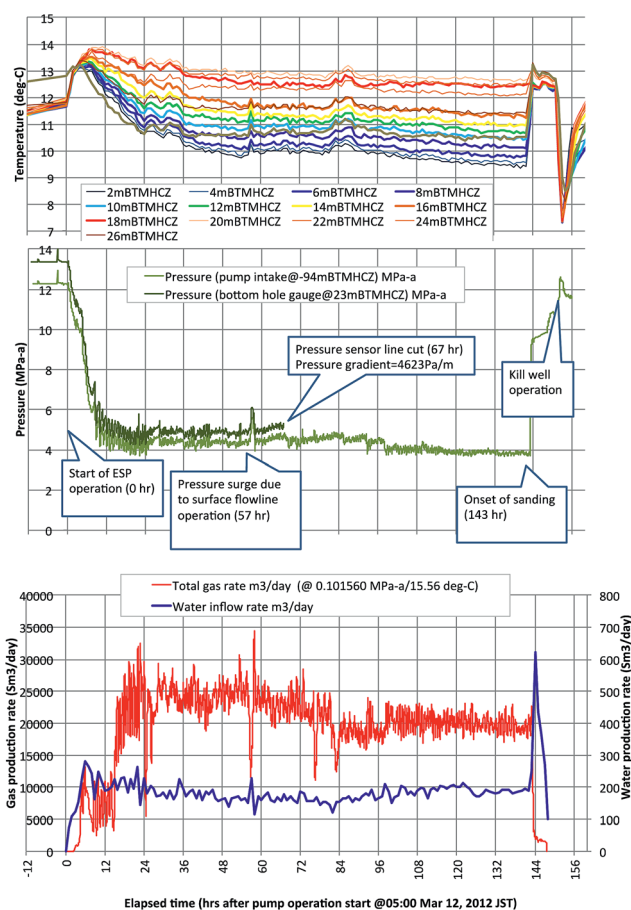 15
14
13
12
11
10
9
8
7
Temperature (deg-C)
2mBTMHCZ 4mBTMHCZ 6mBTMHCZ 8mBTMHCZ
10mBTMHCZ 12mBTMHCZ 14mBTMHCZ 16mBTMHCZ
18mBTMHCZ 20mBTMHCZ 22mBTMHCZ 24mBTMHCZ
26mBTMHCZ
14
12
10
8
6
4
2
0
Pressure (MPa-a)
Pressure (pump intake@-94mBTMHCZ) MPa-a
Pressure (bottom hole gauge@23mBTMHCZ) MPa-a
Pressure sensor line cut (67 hr)
Pressure gradient=4623Pa/m
Kill well
operation
Start of ESP
operation (0 hr)
Pressure surge due
to surface flowline
operation (57 hr)
Onset of sanding
(143 hr)
Total gas rate m3/day (@ 0.101560 MPa-a/15.56 deg-C)
Water inflow rate m3/day
40000
35000
30000
25000
20000
15000
10000
5000
0
Gas production rate (Sm3/day)
800
700
600
500
400
300
200
100
0
Water production rate (Sm3/day)
-12 0 12 24 36 48 60 72 84 96 108 120 132 144 156
Elapsed time (hrs after pump operation start @05:00 Mar 12, 2012 JST)